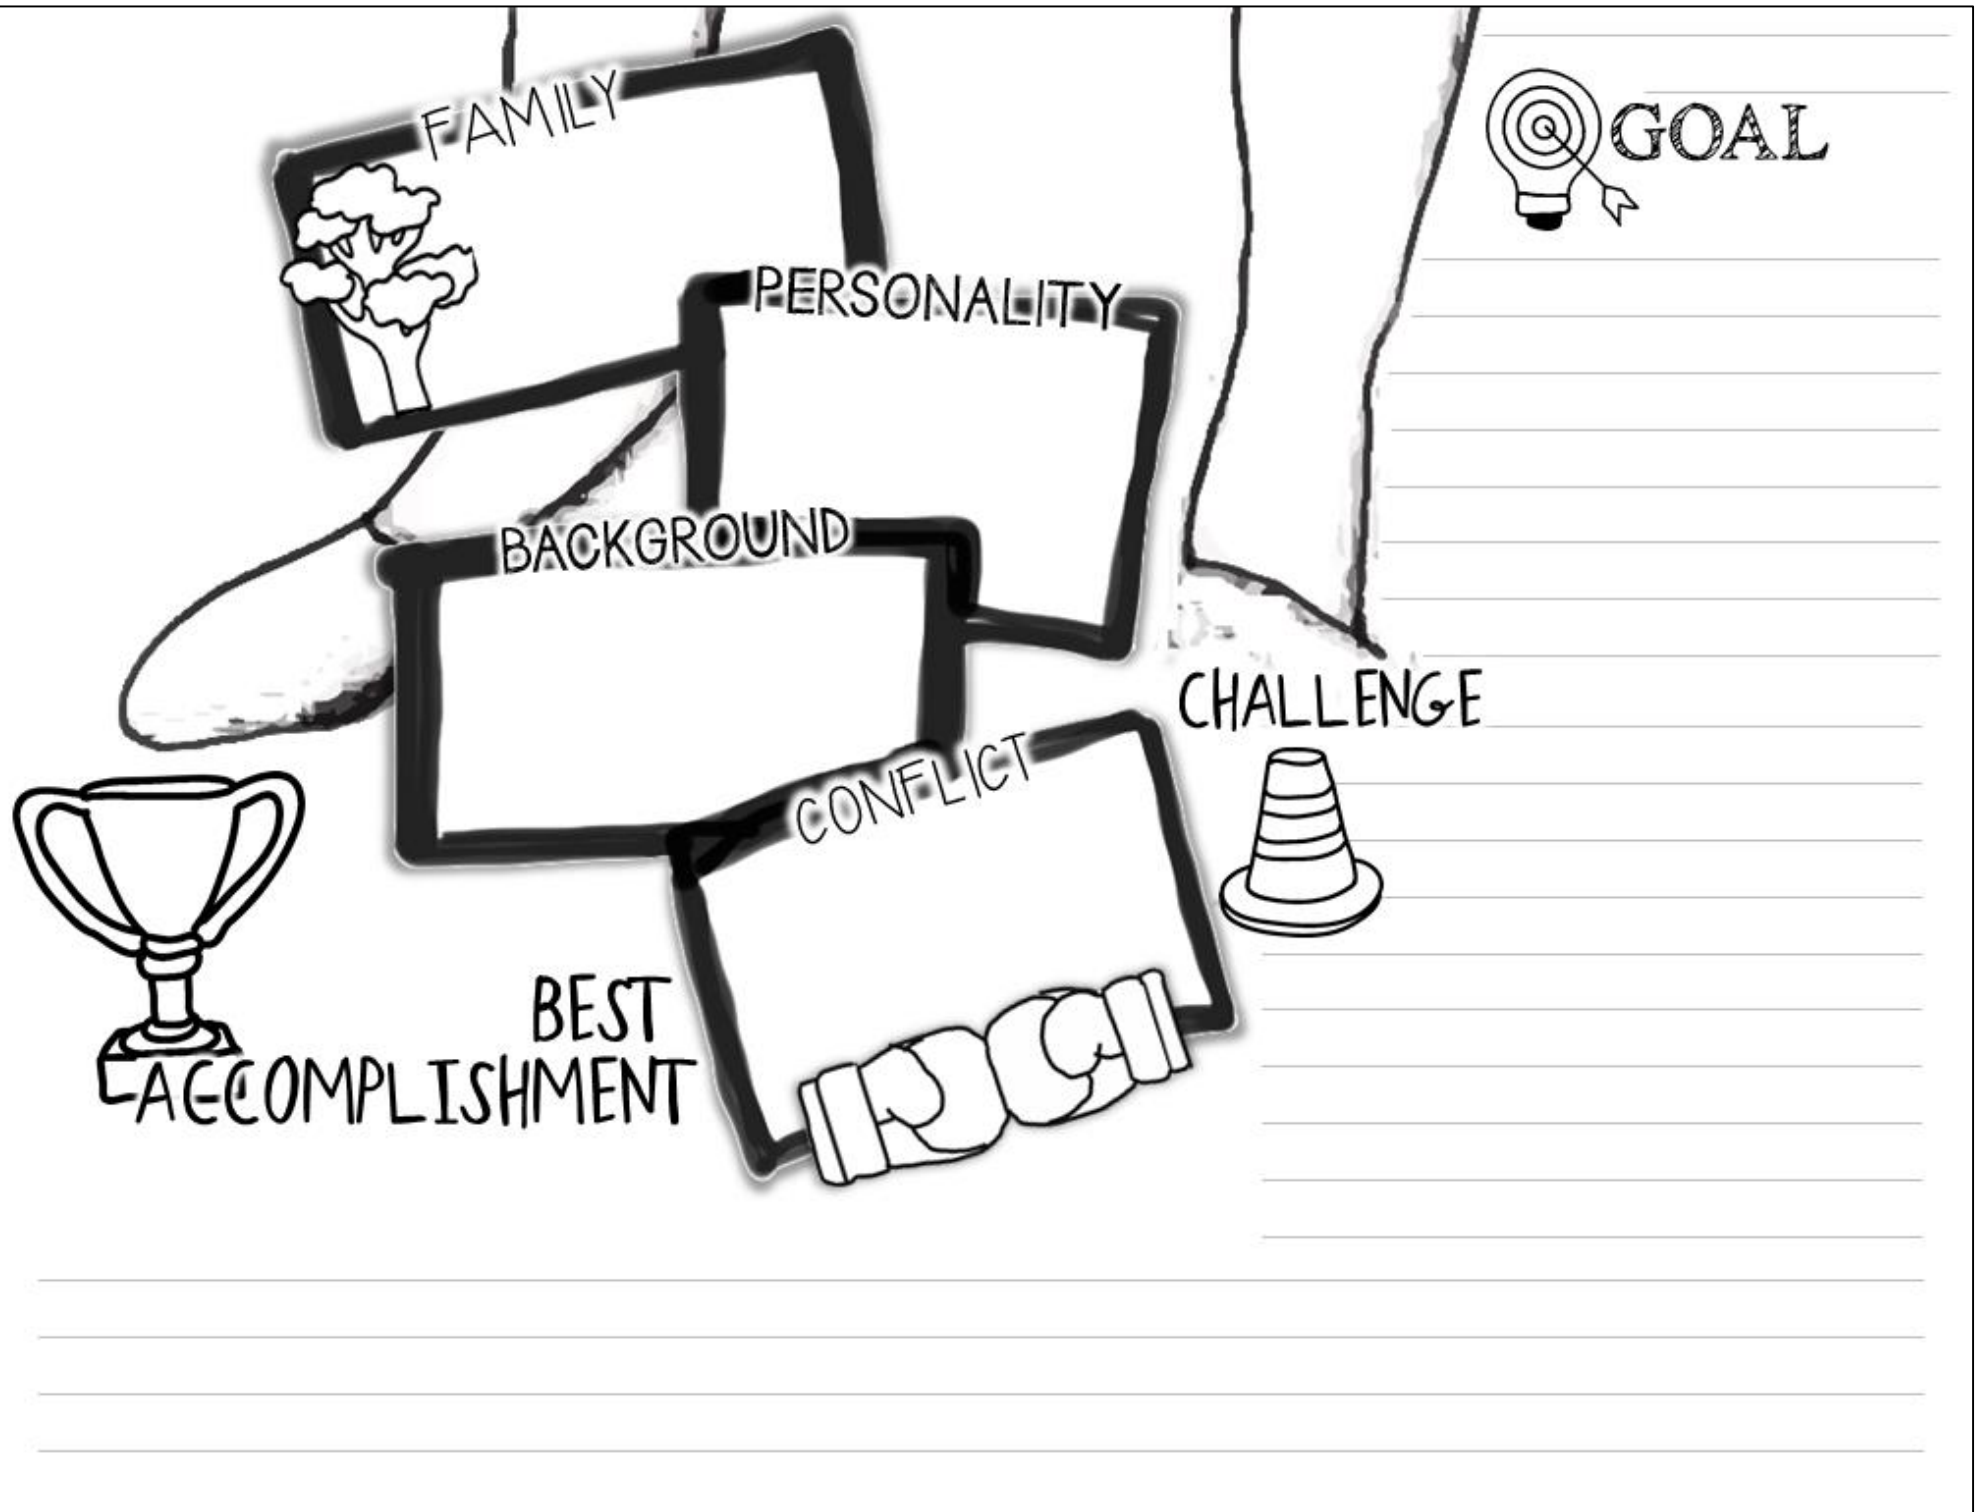 FAMILY
GOAL
PERSONALITY
BACKGROUND
CHALLENGE
CONFLICT
BEST
ACCOMPLISHMENT